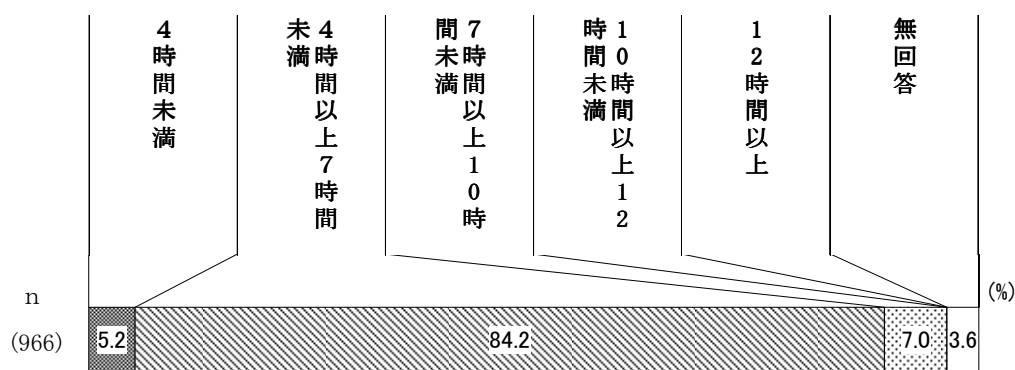 4時間未満
4時間以上7時間
未満
7時間以上10時
間未満
10時間以上12
時間未満
12時間以上
無回答
(%)
n
(966)
5.2
84.2
7.0
3.6